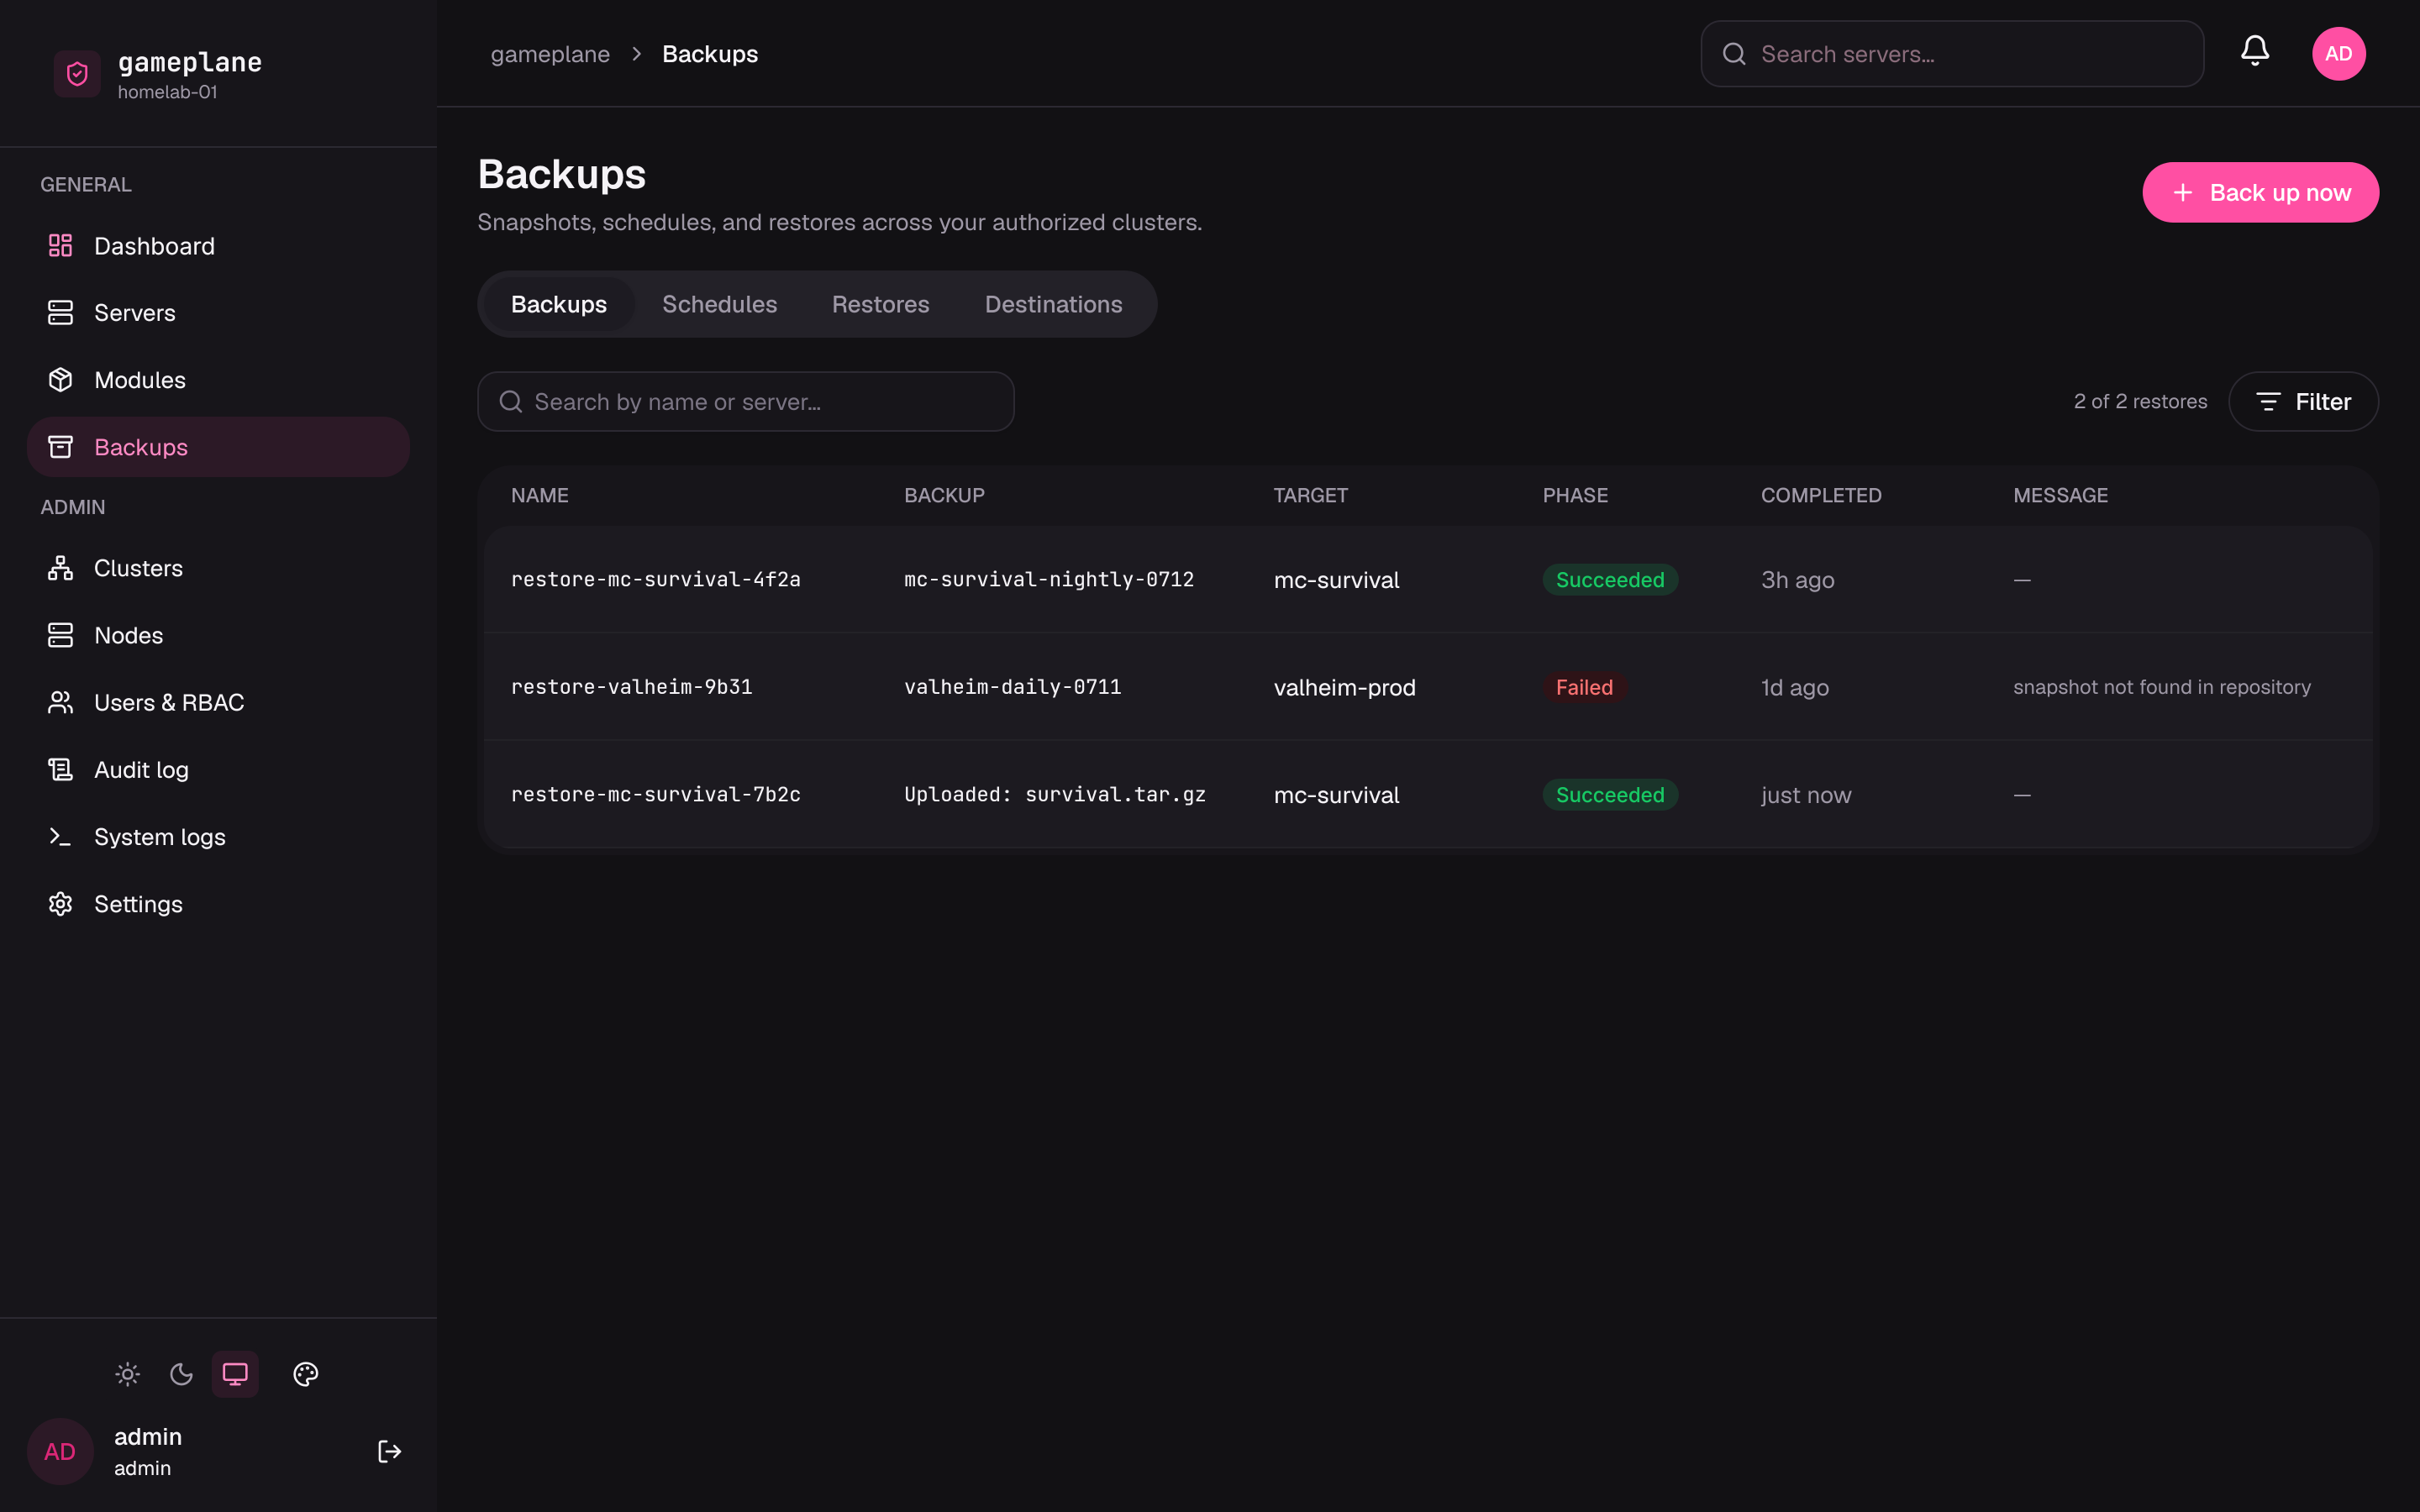 gameplane
homelab-01
GENERAL
Dashboard
Servers
Modules
Backups
ADMIN
Clusters
Nodes
Users & RBAC
Audit log
System logs
Settings
AD
admin
admin
gameplane > Backups
Search servers...
AD
Backups
Snapshots, schedules, and restores across your authorized clusters.
Back up now
Backups Schedules Restores Destinations
Search by name or server...
2 of 2 restores
Filter
NAME BACKUP TARGET PHASE COMPLETED MESSAGE
restore-mc-survival-4f2a mc-survival-nightly-0712 mc-survival Succeeded 3h ago —
restore-valheim-9b31 valheim-daily-0711 valheim-prod Failed 1d ago snapshot not found in repository
restore-mc-survival-7b2c Uploaded: survival.tar.gz mc-survival Succeeded just now —